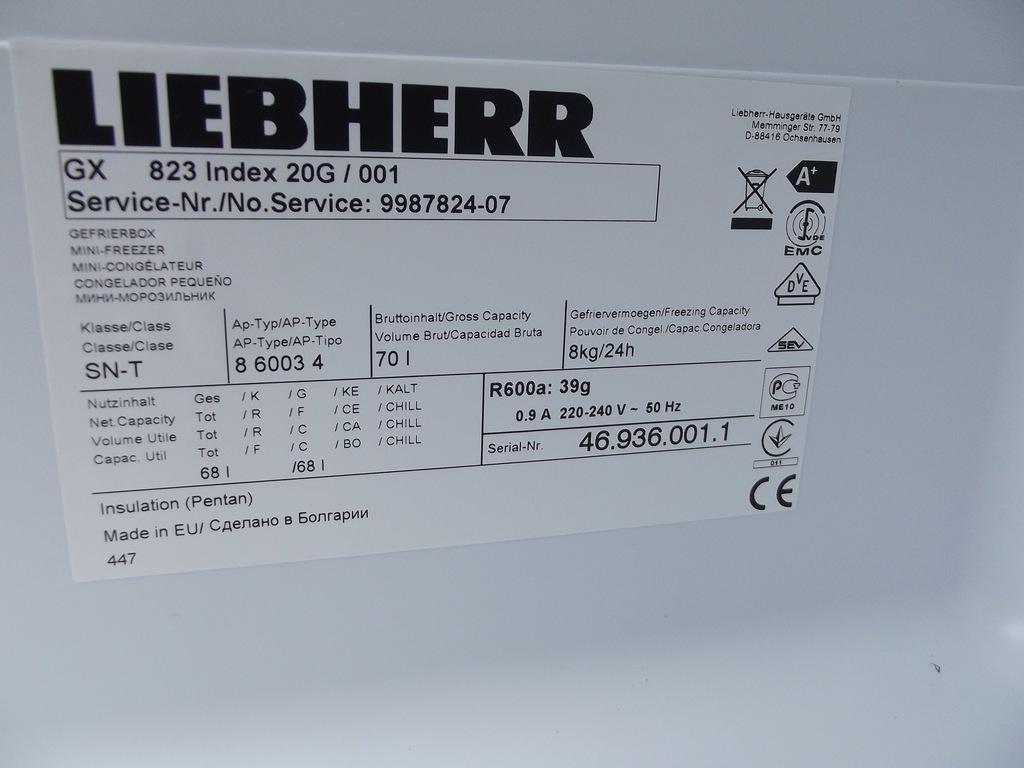 LIEBHERR
Liebherr-Hausgeräte GmbH
Memminger Str. 77-79
D-88416 Ochsenhausen
GX 823 Index 20G / 001
Service-Nr./No.Service: 9987824-07
A+
VDE
EMC
DVE
GEFRIERBOX
MINI-FREEZER
MINI-CONGÉLATEUR
CONGELADOR PEQUEÑO
МИНИ-МОРОЗИЛЬНИК
Klasse/Class
Classe/Clase
SN-T
Ap-Typ/AP-Type
AP-Type/AP-Tipo
8 6003 4
Bruttoinhalt/Gross Capacity
Volume Brut/Capacidad Bruta
70 l
Gefriervermoegen/Freezing Capacity
Pouvoir de Congel./Capac.Congeladora
8kg/24h
SEV
Nutzinhalt Ges / K / G / KE / KALT
Net.Capacity Tot / R / F / CE / CHILL
Volume Utile Tot / R / C / CA / CHILL
Capac. Util Tot / F / C / BO / CHILL
68 l /68 l
R600a: 39g
0.9 A 220-240 V ~ 50 Hz
Serial-Nr. 46.936.001.1
ME10
011
CE
Insulation (Pentan)
Made in EU/ Сделано в Болгарии
447